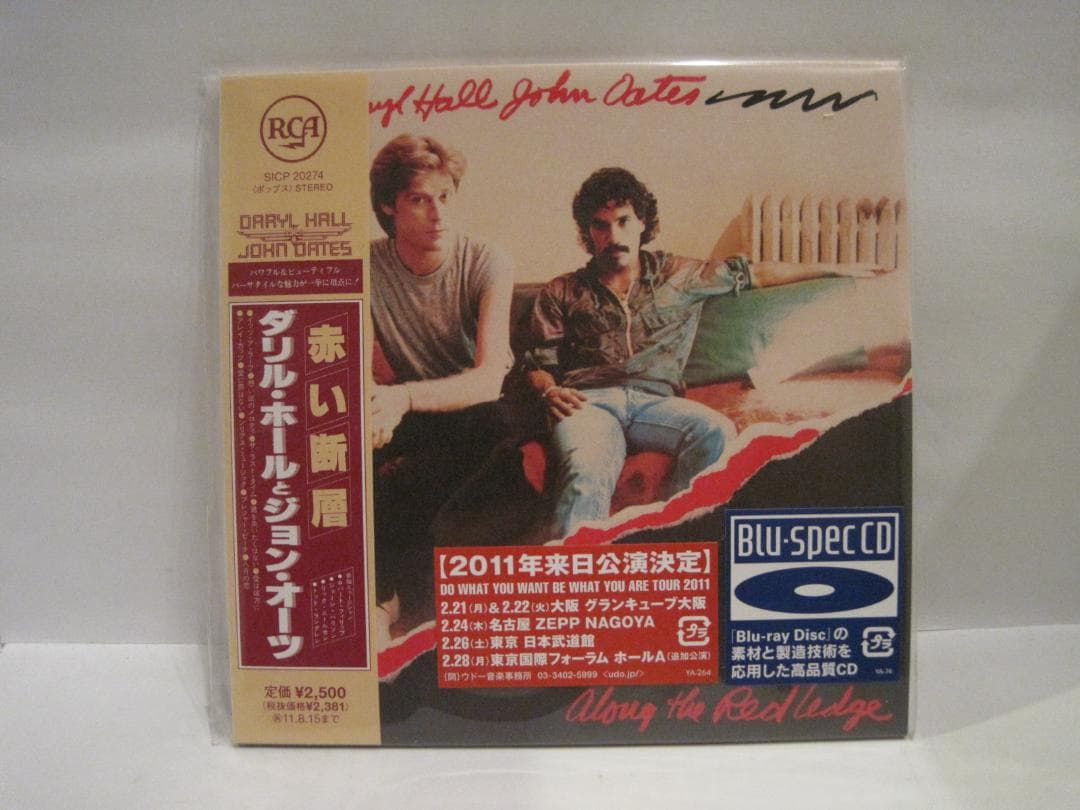 RCA
SICP 20274
(ポップス) STEREO
DARYL HALL
JOHN OATES
パワフル&ビューティフル
バーサタイルな魅力が一挙に頂点に!
赤い断層
ダリル・ホールとジョン・オーツ
定価 ¥2,500
(税抜価格¥2,381)
11.8.15まで
ryl Hall John Oates
【2011年来日公演決定】
DO WHAT YOU WANT BE WHAT YOU ARE TOUR 2011
2.21(月)&2.22(火)大阪 グランキューブ大阪
2.24(木)名古屋 ZEPP NAGOYA
2.26(土)東京 日本武道館
2.28(月)東京国際フォーラム ホールA(追加公演)
(問)ウドー音楽事務所 03-3402-5999 <udo.jp/>
プラ
YA-264
Blu-spec CD
「Blu-ray Disc」の
素材と製造技術を
応用した高品質CD
プラ
Along the Red Ledge